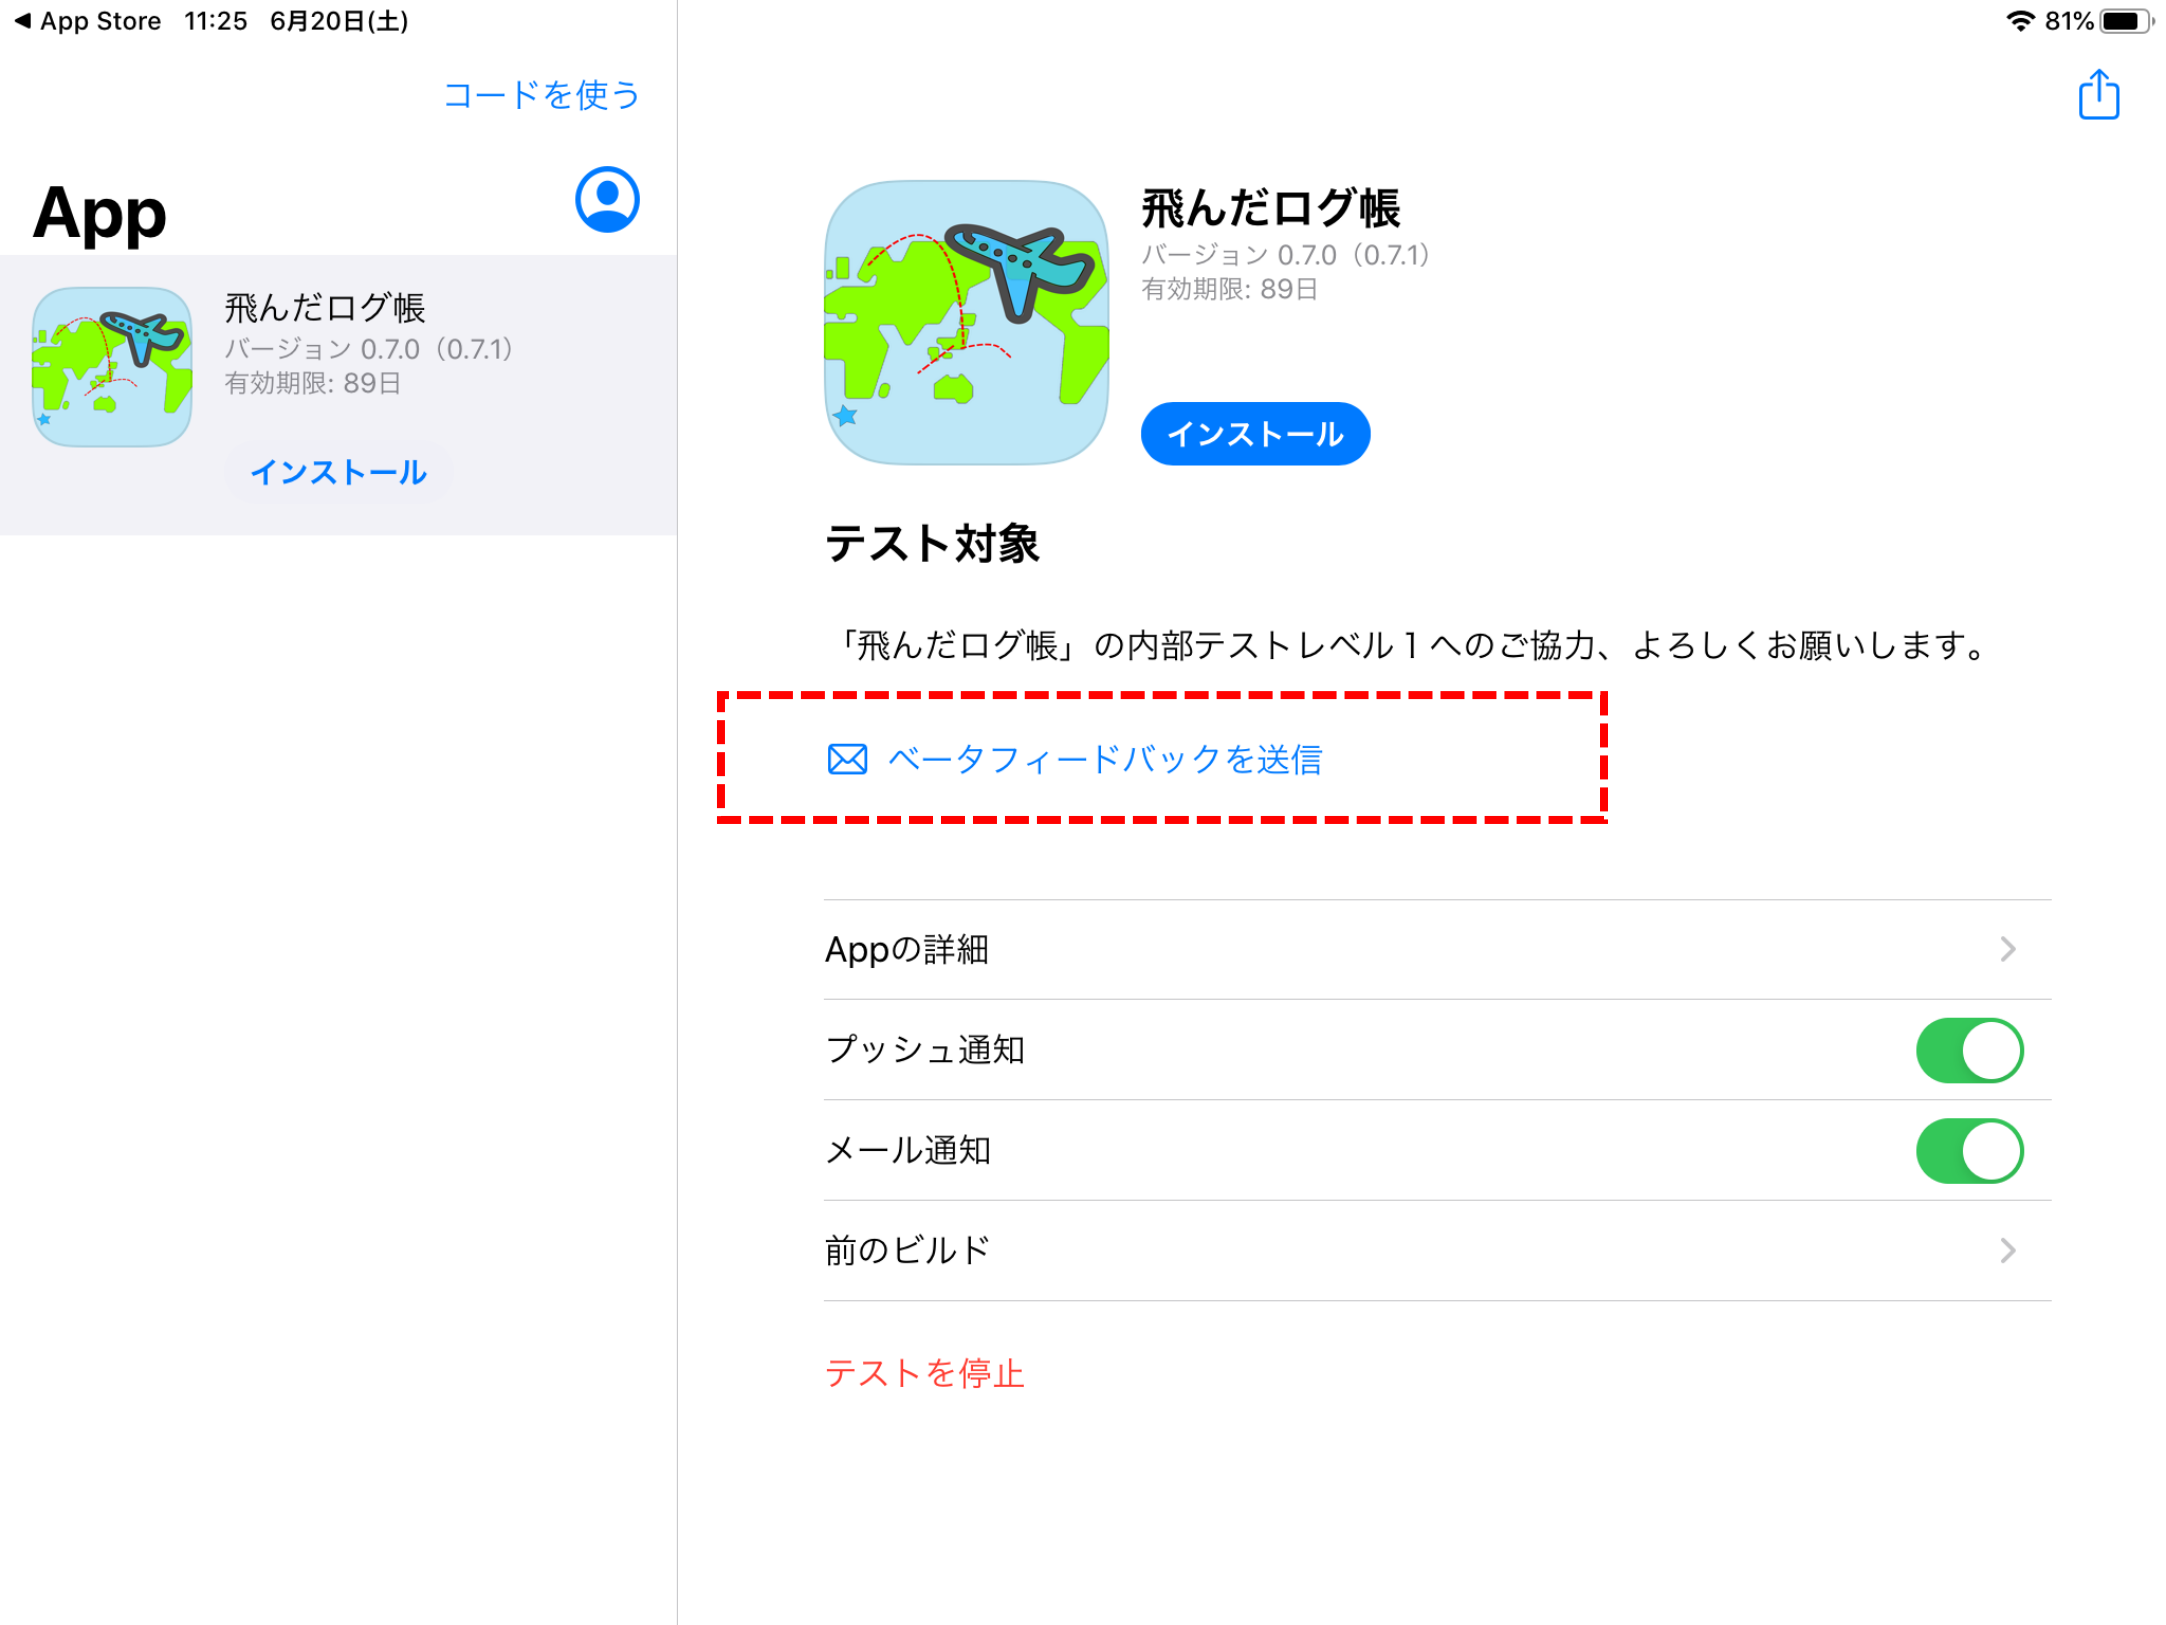 ◀ App Store 11:25 6月20日(土)
81%
コードを使う
App
飛んだログ帳
バージョン 0.7.0（0.7.1）
有効期限: 89日
インストール
飛んだログ帳
バージョン 0.7.0（0.7.1）
有効期限: 89日
インストール
テスト対象
「飛んだログ帳」の内部テストレベル１へのご協力、よろしくお願いします。
ベータフィードバックを送信
Appの詳細
プッシュ通知
メール通知
前のビルド
テストを停止